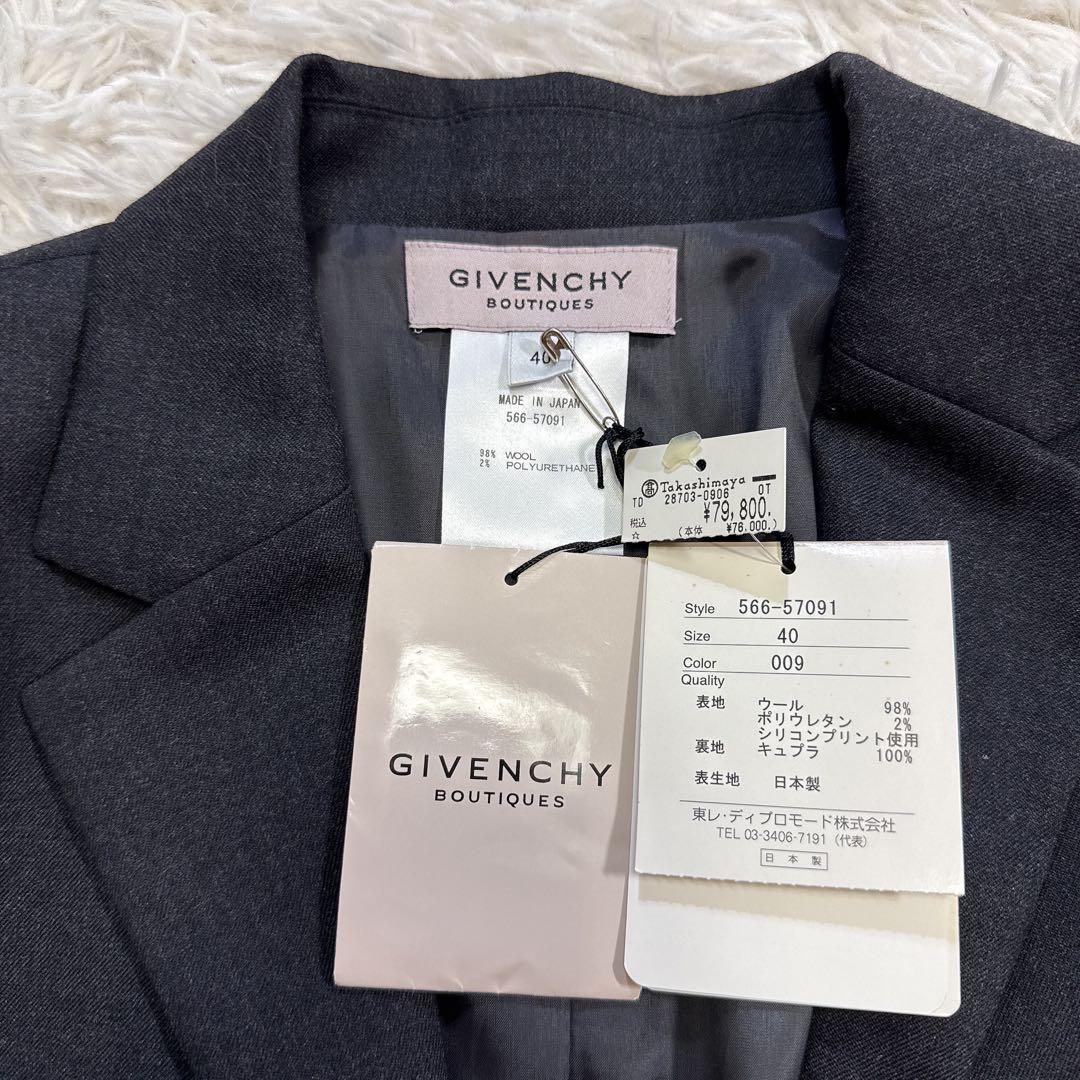 GIVENCHY
BOUTIQUES
40
MADE IN JAPAN
566-57091
98% WOOL
2% POLYURETHANE
Takashimaya
TD 28703-0906 OT
¥79,800.
税込
☆ (本体 ¥76,000.)
GIVENCHY
BOUTIQUES
Style 566-57091
Size 40
Color 009
Quality
表地 ウール 98%
ポリウレタン 2%
シリコンプリント使用
裏地 キュプラ 100%
表生地 日本製
東レ・ディプロモード株式会社
TEL 03-3406-7191 (代表)
日本製